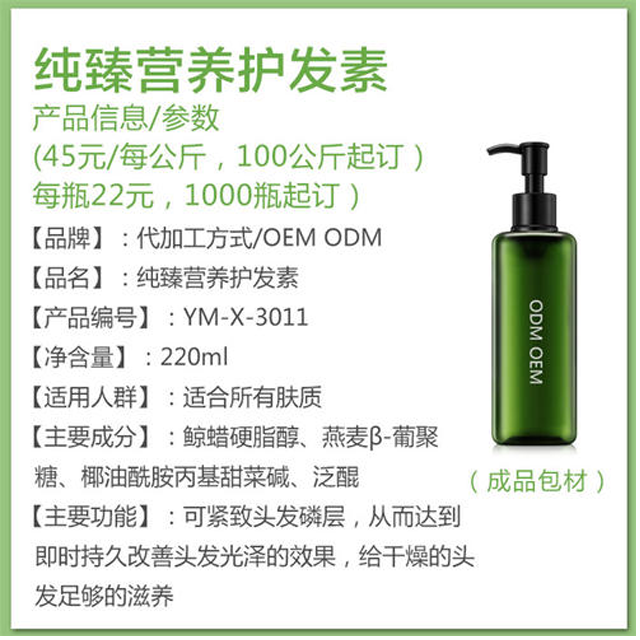 纯臻营养护发素
产品信息/参数
(45元/每公斤，100公斤起订）
每瓶22元，1000瓶起订）
【品牌】：代加工方式/OEM ODM
【品名】：纯臻营养护发素
【产品编号】：YM-X-3011
【净含量】：220ml
【适用人群】：适合所有肤质
【主要成分】：鲸蜡硬脂醇、燕麦β-葡聚
糖、椰油酰胺丙基甜菜碱、泛醌
【主要功能】：可紧致头发磷层，从而达到
即时持久改善头发光泽的效果，给干燥的头
发足够的滋养
ODM OEM
（成品包材）